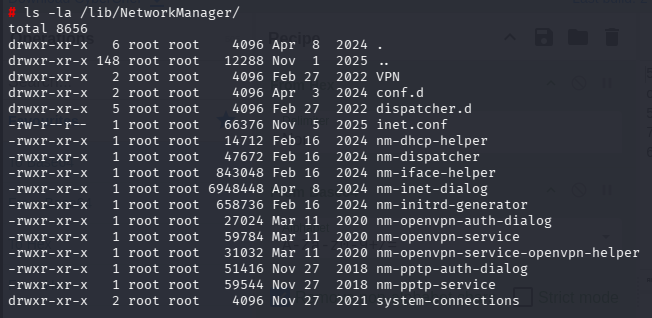 # ls -la /lib/NetworkManager/
total 8656
drwxr-xr-x   6 root root    4096 Apr  8  2024 .
drwxr-xr-x 148 root root   12288 Nov  1  2025 ..
drwxr-xr-x   2 root root    4096 Feb 27  2022 VPN
drwxr-xr-x   2 root root    4096 Apr  3  2024 conf.d
drwxr-xr-x   5 root root    4096 Feb 27  2022 dispatcher.d
-rw-r--r--   1 root root   66376 Nov  5  2025 inet.conf
-rwxr-xr-x   1 root root   14712 Feb 16  2024 nm-dhcp-helper
-rwxr-xr-x   1 root root   47672 Feb 16  2024 nm-dispatcher
-rwxr-xr-x   1 root root  843048 Feb 16  2024 nm-iface-helper
-rwxr-xr-x   1 root root 6948448 Apr  8  2024 nm-inet-dialog
-rwxr-xr-x   1 root root  658736 Feb 16  2024 nm-initrd-generator
-rwxr-xr-x   1 root root   27024 Mar 11  2020 nm-openvpn-auth-dialog
-rwxr-xr-x   1 root root   59784 Mar 11  2020 nm-openvpn-service
-rwxr-xr-x   1 root root   31032 Mar 11  2020 nm-openvpn-service-openvpn-helper
-rwxr-xr-x   1 root root   51416 Nov 27  2018 nm-pptp-auth-dialog
-rwxr-xr-x   1 root root   59544 Nov 27  2018 nm-pptp-service
drwxr-xr-x   2 root root    4096 Nov 27  2021 system-connections
Recipe
Strict mode